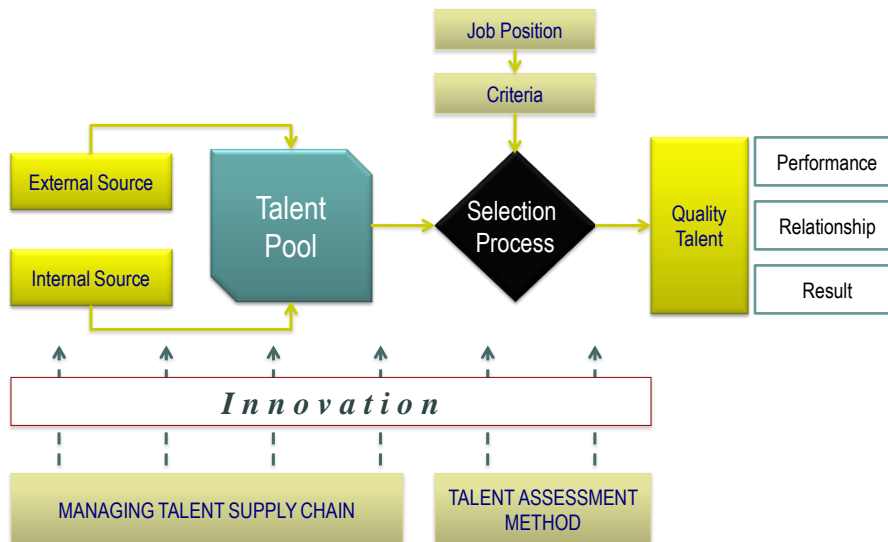 Job Position
Criteria
External Source
Internal Source
Talent
Pool
Selection
Process
Quality
Talent
Performance
Relationship
Result
Innovation
MANAGING TALENT SUPPLY CHAIN
TALENT ASSESSMENT
METHOD